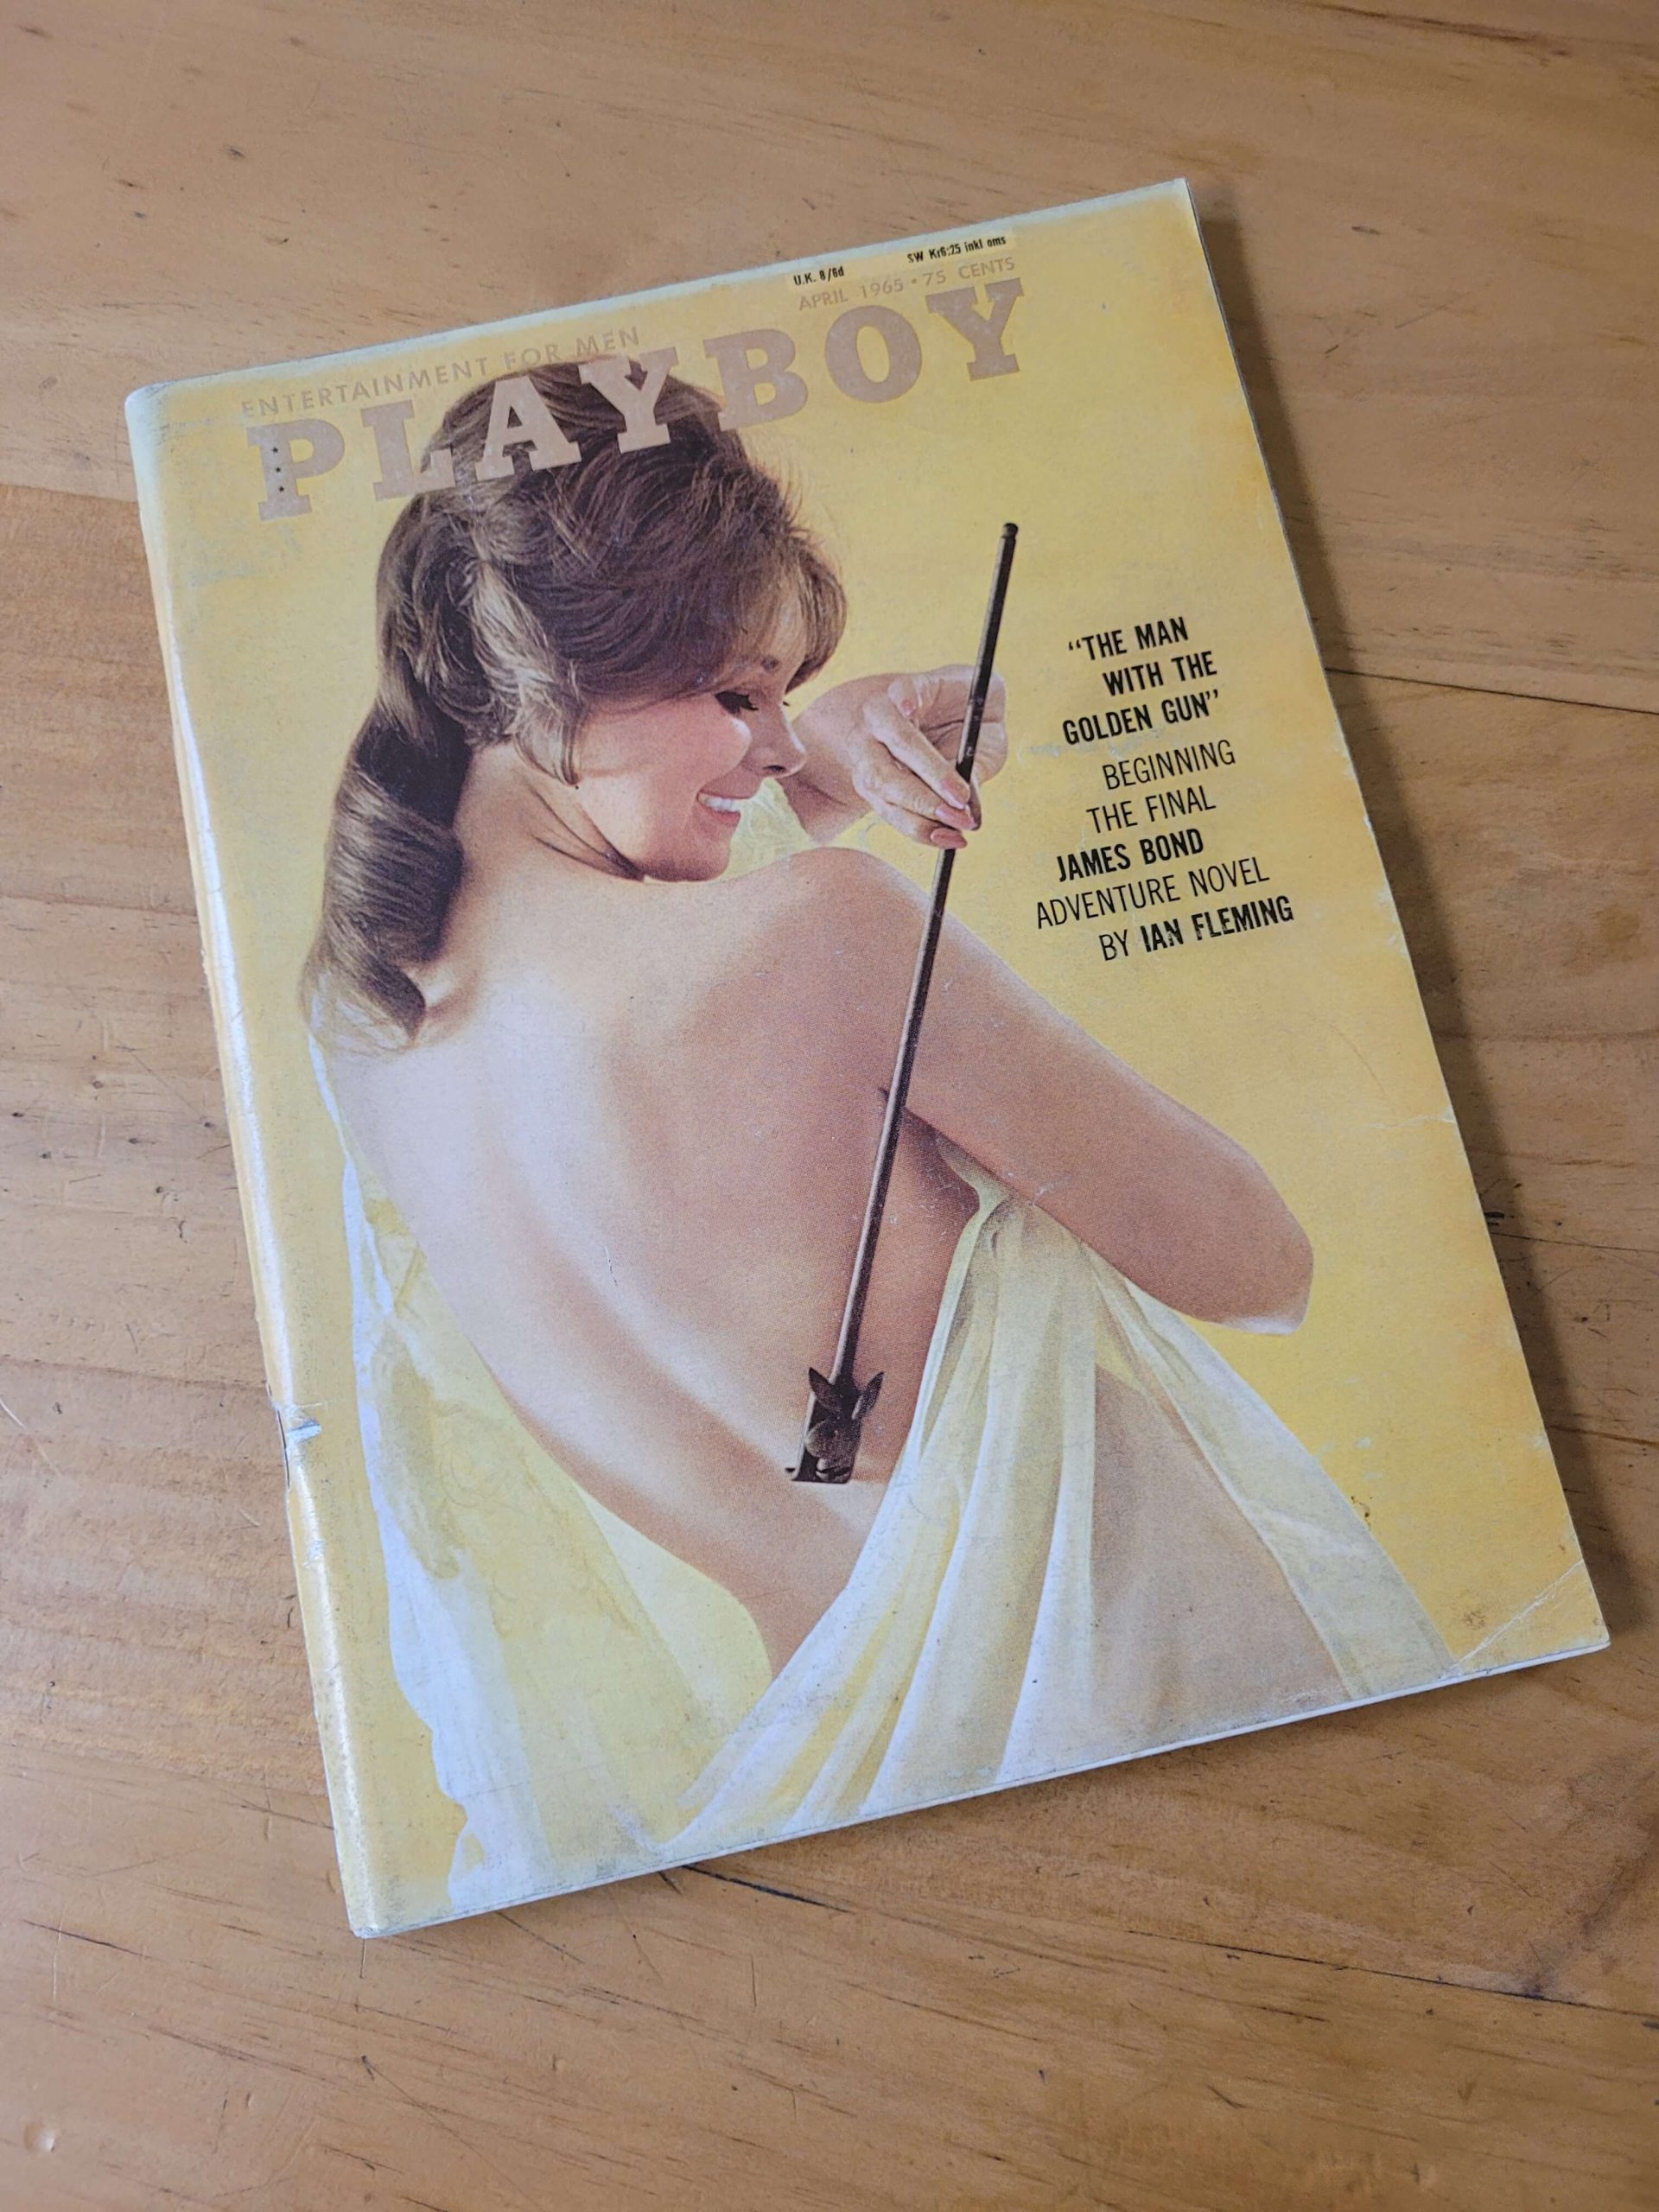 U.K. 8/6d
SW Kr6:25 inkl oms
APRIL 1965 • 75 CENTS
ENTERTAINMENT FOR MEN
PLAYBOY
“THE MAN
WITH THE
GOLDEN GUN”
BEGINNING
THE FINAL
JAMES BOND
ADVENTURE NOVEL
BY IAN FLEMING